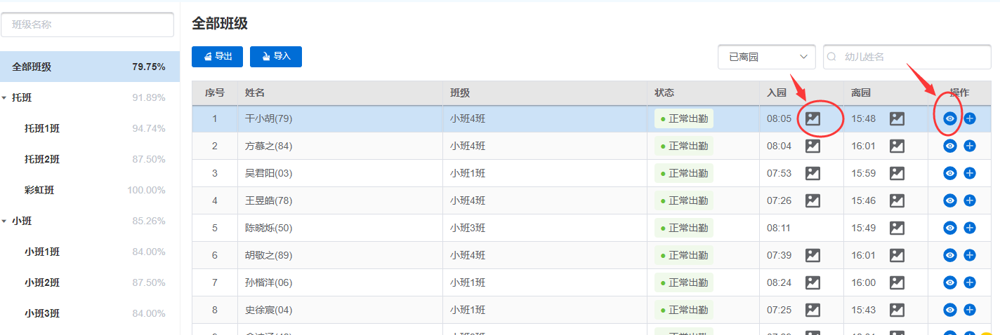 班级名称
全部班级 79.75%
托班 91.89%
托班1班 94.74%
托班2班 87.50%
彩虹班 100.00%
小班 85.26%
小班1班 84.00%
小班2班 87.50%
小班3班 84.00%
全部班级
导出 导入
已离园 幼儿姓名
序号 姓名 班级 状态 入园 离园 操作
1 干小胡(79) 小班4班 正常出勤 08:05 15:48
2 方慕之(84) 小班4班 正常出勤 08:04 16:01
3 吴君阳(03) 小班1班 正常出勤 07:53 15:59
4 王昱皓(78) 小班4班 正常出勤 07:26 15:46
5 陈晓烁(50) 小班3班 正常出勤 08:11 15:49
6 胡敬之(89) 小班4班 正常出勤 07:39 16:01
7 孙楷洋(06) 小班1班 正常出勤 08:24 16:00
8 史徐宸(04) 小班1班 正常出勤 07:25 15:43